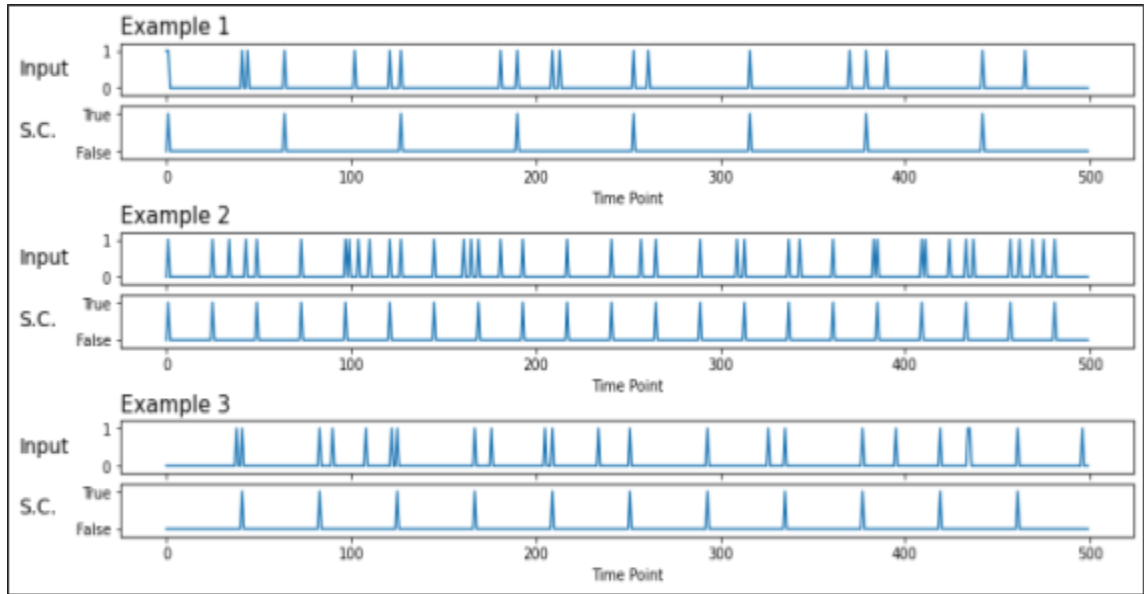 Example 1
Input
1
0
S.C.
True
False
0 100 200 300 400 500
Time Point
Example 2
Input
1
0
S.C.
True
False
0 100 200 300 400 500
Time Point
Example 3
Input
1
0
S.C.
True
False
0 100 200 300 400 500
Time Point